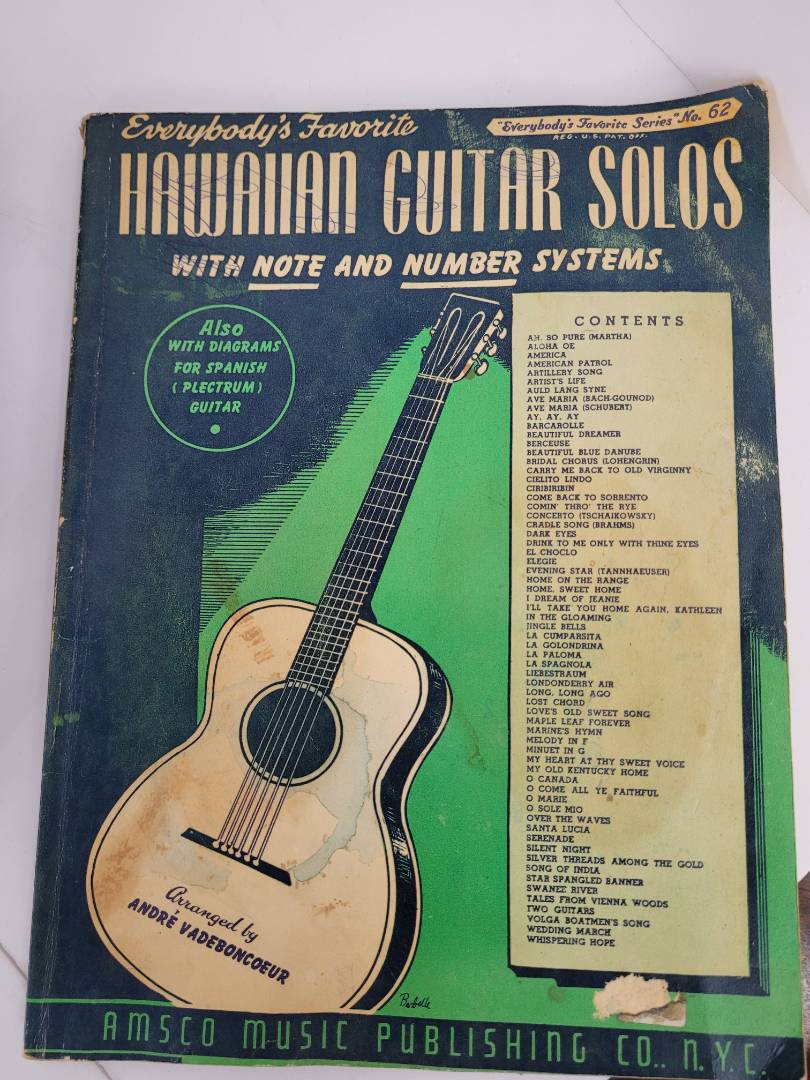 Everybody's Favorite
"Everybody's Favorite Series" No. 62
REG. U.S. PAT. OFF.
HAWAIIAN GUITAR SOLOS
WITH NOTE AND NUMBER SYSTEMS
Also
WITH DIAGRAMS
FOR SPANISH
(PLECTRUM)
GUITAR
CONTENTS
AH, SO PURE (MARTHA)
ALOHA OE
AMERICA
AMERICAN PATROL
ARTILLERY SONG
ARTIST'S LIFE
AULD LANG SYNE
AVE MARIA (BACH-GOUNOD)
AVE MARIA (SCHUBERT)
AY, AY, AY
BARCAROLLE
BEAUTIFUL DREAMER
BERCEUSE
BEAUTIFUL BLUE DANUBE
BRIDAL CHORUS (LOHENGRIN)
CARRY ME BACK TO OLD VIRGINNY
CIELITO LINDO
CIRIBIRIBIN
COME BACK TO SORRENTO
COMIN' THRO' THE RYE
CONCERTO (TSCHAIKOWSKY)
CRADLE SONG (BRAHMS)
DARK EYES
DRINK TO ME ONLY WITH THINE EYES
EL CHOCLO
ELEGIE
EVENING STAR (TANNHAEUSER)
HOME ON THE RANGE
HOME, SWEET HOME
I DREAM OF JEANIE
I'LL TAKE YOU HOME AGAIN, KATHLEEN
IN THE GLOAMING
JINGLE BELLS
LA CUMPARSITA
LA GOLONDRINA
LA PALOMA
LA SPAGNOLA
LIEBESTRAUM
LONDONDERRY AIR
LONG, LONG AGO
LOST CHORD
LOVE'S OLD SWEET SONG
MAPLE LEAF FOREVER
MARINE'S HYMN
MELODY IN F
MINUET IN G
MY HEART AT THY SWEET VOICE
MY OLD KENTUCKY HOME
O CANADA
O COME ALL YE FAITHFUL
O MARIE
O SOLE MIO
OVER THE WAVES
SANTA LUCIA
SERENADE
SILENT NIGHT
SILVER THREADS AMONG THE GOLD
SONG OF INDIA
STAR SPANGLED BANNER
SWANEE RIVER
TALES FROM VIENNA WOODS
TWO GUITARS
VOLGA BOATMEN'S SONG
WEDDING MARCH
WHISPERING HOPE
Arranged by
ANDRÉ VADEBONCOEUR
AMSCO MUSIC PUBLISHING CO.. N.Y.C.